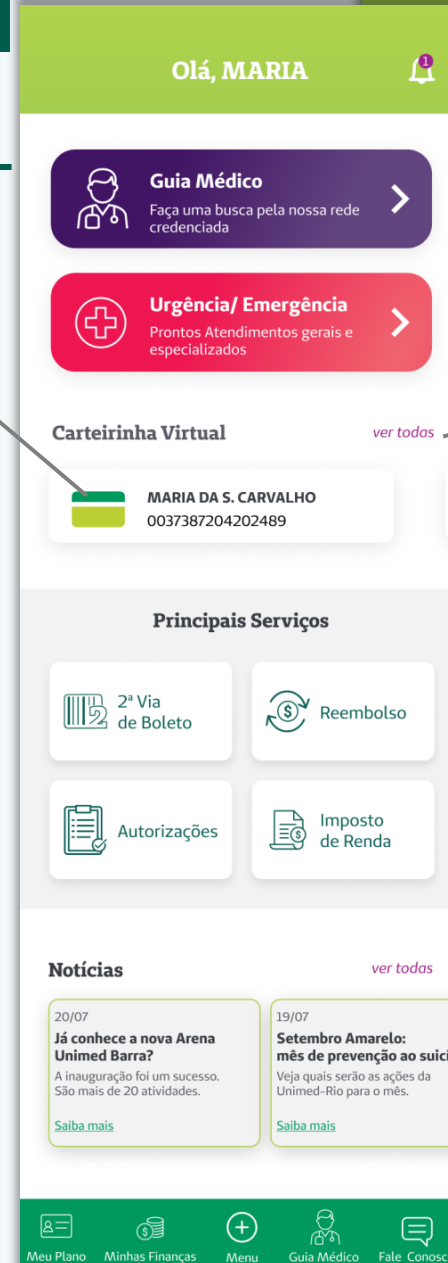 Olá, MARIA
1
Guia Médico
Faça uma busca pela nossa rede
credenciada
Urgência/ Emergência
Prontos Atendimentos gerais e
especializados
Carteirinha Virtual
ver todas
MARIA DA S. CARVALHO
0037387204202489
Principais Serviços
2ª Via
de Boleto
Reembolso
Autorizações
Imposto
de Renda
Notícias
ver todas
20/07
Já conhece a nova Arena
Unimed Barra?
A inauguração foi um sucesso.
São mais de 20 atividades.
Saiba mais
19/07
Setembro Amarelo:
mês de prevenção ao suicí
Veja quais serão as ações da
Unimed-Rio para o mês.
Saiba mais
Meu Plano
Minhas Finanças
Menu
Guia Médico
Fale Conosc